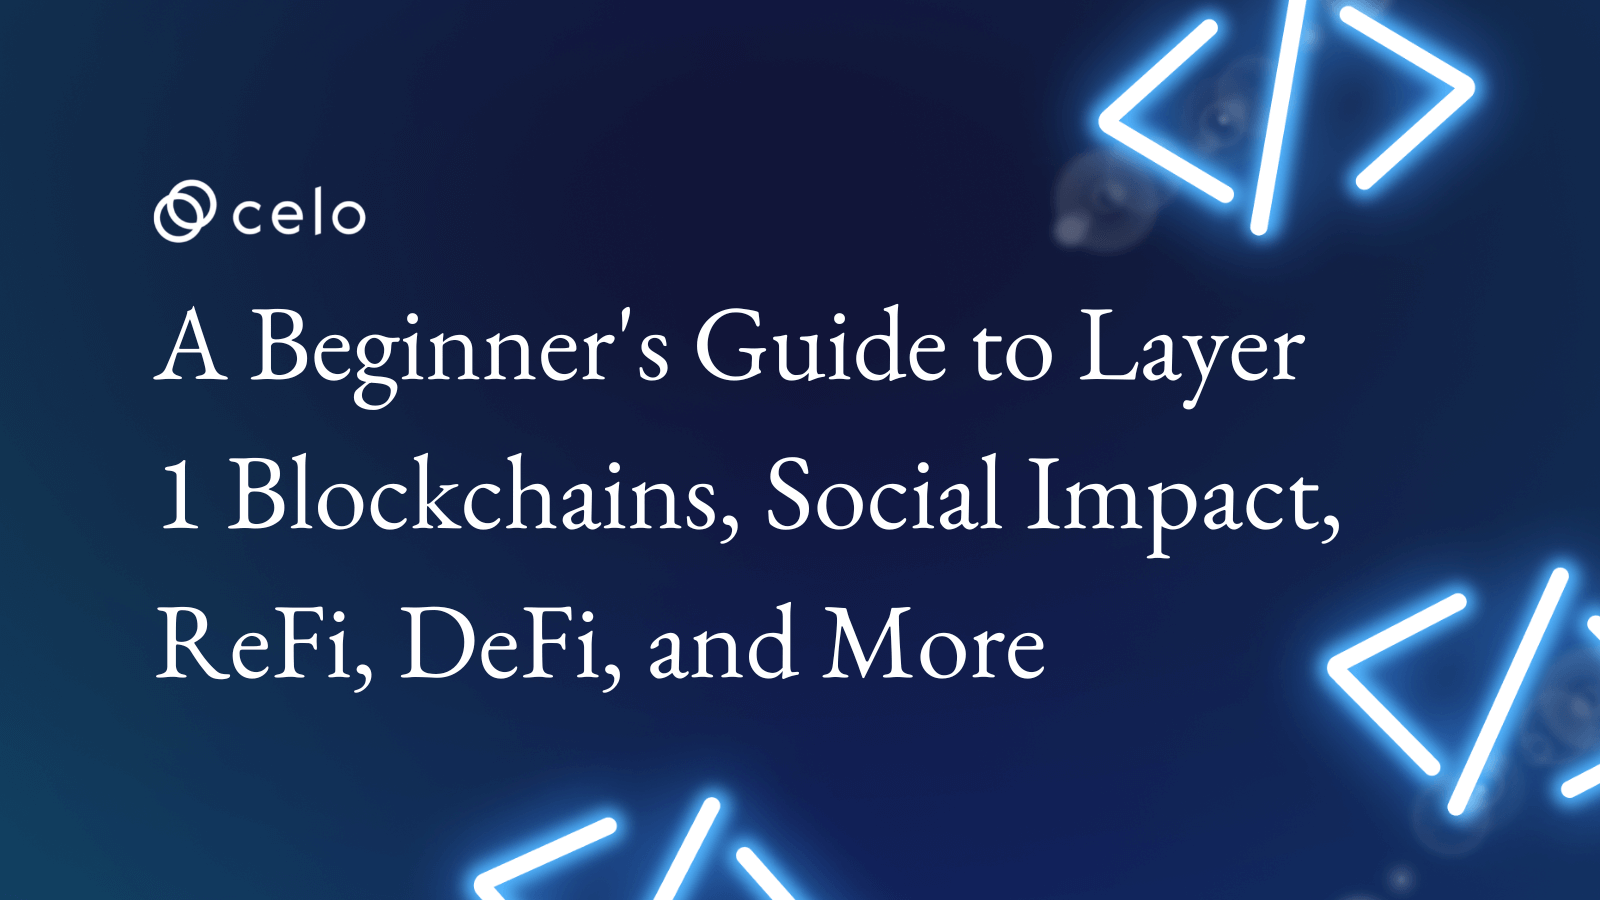 celo
A Beginner's Guide to Layer
1 Blockchains, Social Impact,
ReFi, DeFi, and More